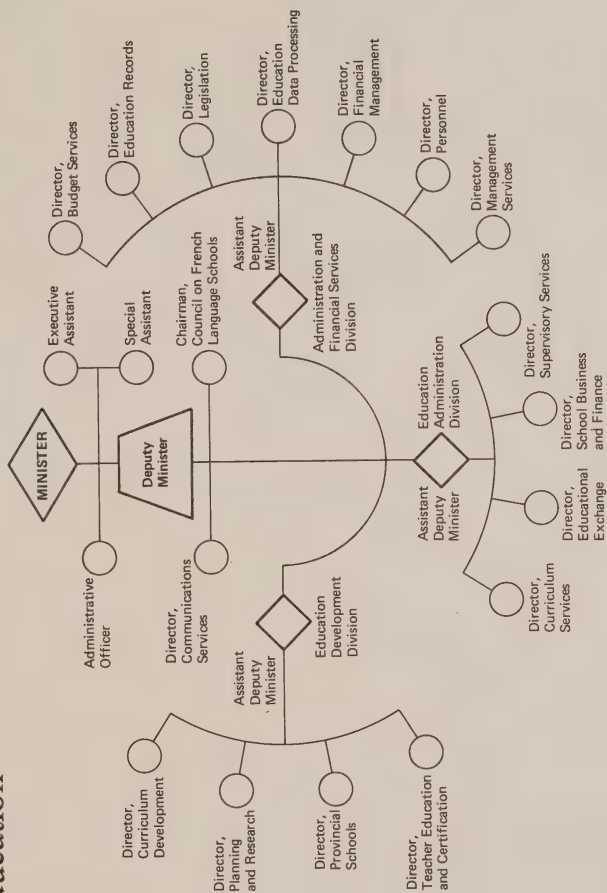 ducation
MINISTER
Administrative
Officer
Executive
Assistant
Special
Assistant
Deputy
Minister
Director,
Communications
Services
Chairman,
Council on French
Language Schools
Assistant
Deputy
Minister
Education
Development
Division
Director,
Curriculum
Development
Director,
Planning
and Research
Director,
Provincial
Schools
Director,
Teacher Education
and Certification
Assistant
Deputy
Minister
Education
Administration
Division
Director,
Curriculum
Services
Director,
Educational
Exchange
Director,
School Business
and Finance
Director,
Supervisory Services
Assistant
Deputy
Minister
Administration and
Financial Services
Division
Director,
Budget Services
Director,
Education Records
Director,
Legislation
Director,
Education
Data Processing
Director,
Financial
Management
Director,
Personnel
Director,
Management
Services